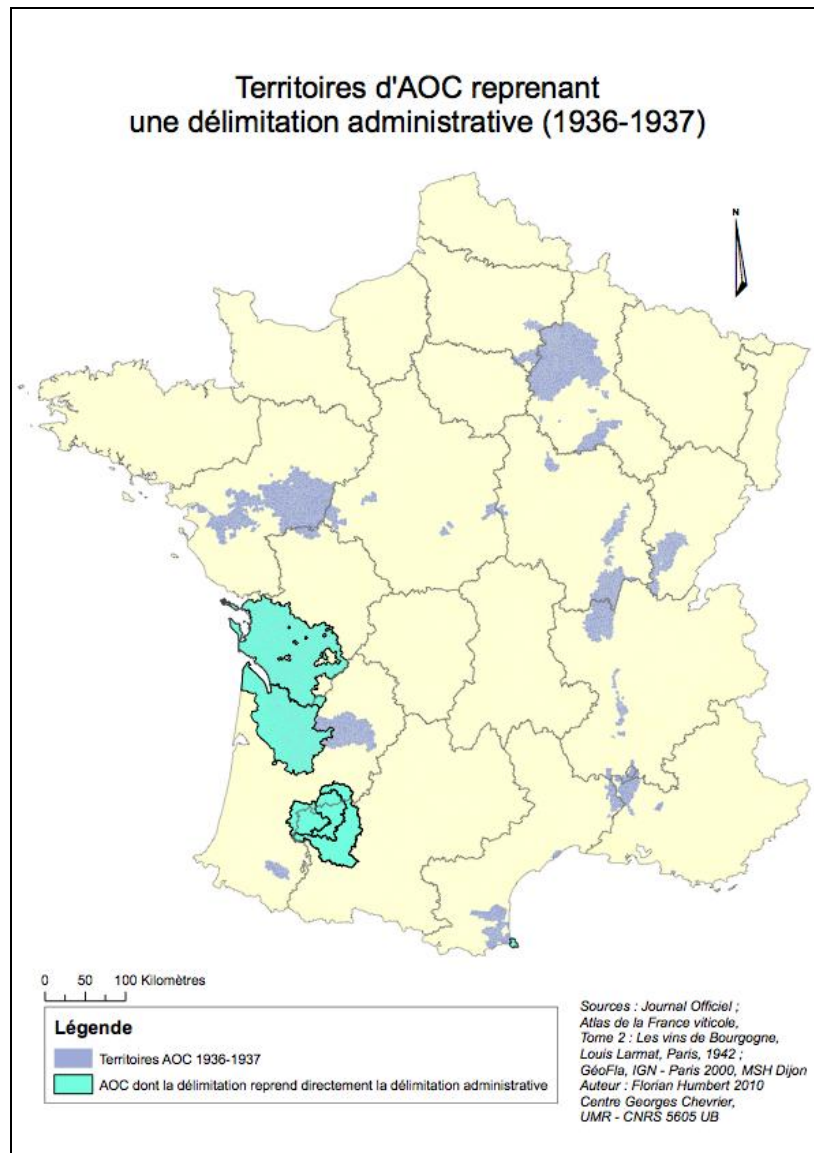 Territoires d'AOC reprenant
une délimitation administrative (1936-1937)
N
0 50 100 Kilomètres
Légende
Territoires AOC 1936-1937
AOC dont la délimitation reprend directement la délimitation administrative
Sources : Journal Officiel ;
Atlas de la France viticole,
Tome 2 : Les vins de Bourgogne,
Louis Larmat, Paris, 1942 ;
GéoFla, IGN - Paris 2000, MSH Dijon
Auteur : Florian Humbert 2010
Centre Georges Chevrier,
UMR - CNRS 5605 UB